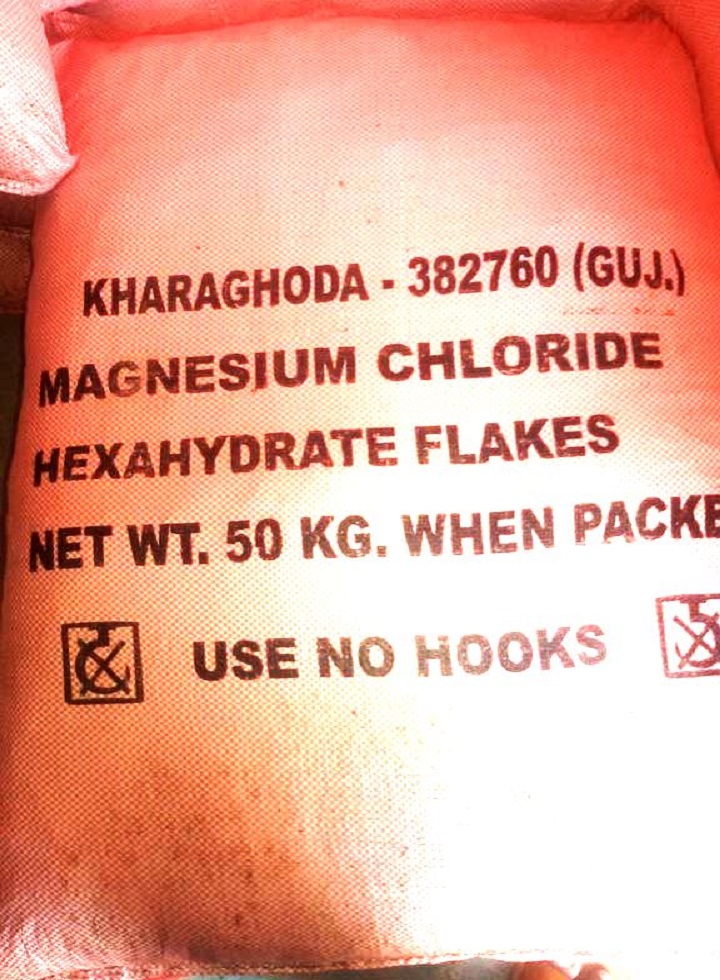 KHARAGHODA - 382760 (GUJ.)
MAGNESIUM CHLORIDE
HEXAHYDRATE FLAKES
NET WT. 50 KG. WHEN PACKE
USE NO HOOKS